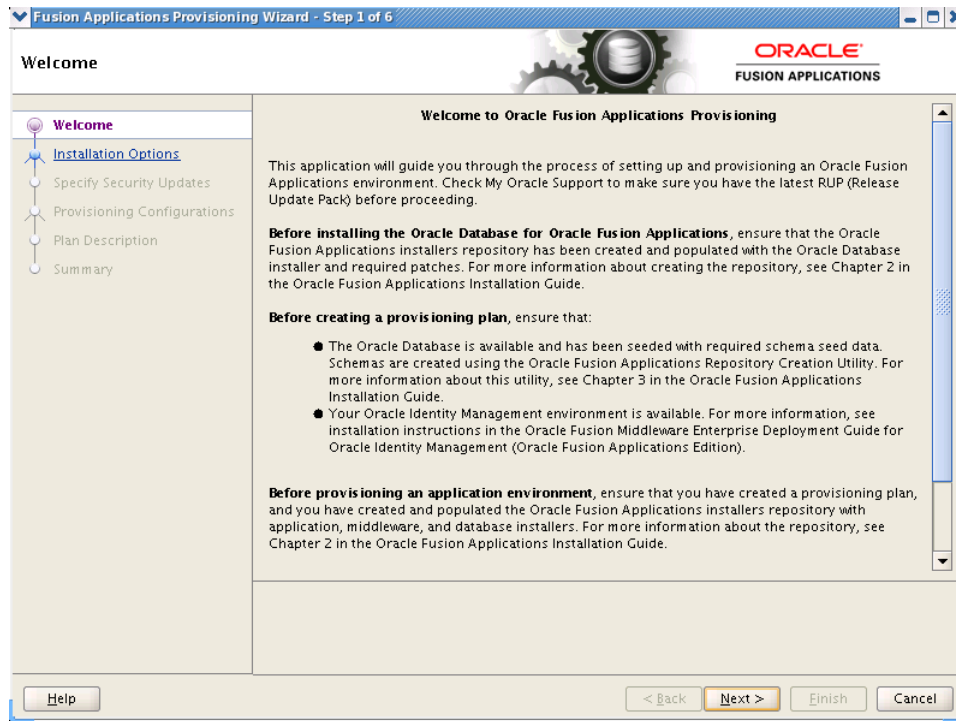 Fusion Applications Provisioning Wizard - Step 1 of 6
Welcome
ORACLE®
FUSION APPLICATIONS
Welcome
Installation Options
Specify Security Updates
Provisioning Configurations
Plan Description
Summary
Welcome to Oracle Fusion Applications Provisioning
This application will guide you through the process of setting up and provisioning an Oracle Fusion
Applications environment. Check My Oracle Support to make sure you have the latest RUP (Release
Update Pack) before proceeding.
Before installing the Oracle Database for Oracle Fusion Applications, ensure that the Oracle
Fusion Applications installers repository has been created and populated with the Oracle Database
installer and required patches. For more information about creating the repository, see Chapter 2 in
the Oracle Fusion Applications Installation Guide.
Before creating a provisioning plan, ensure that:
● The Oracle Database is available and has been seeded with required schema seed data.
Schemas are created using the Oracle Fusion Applications Repository Creation Utility. For
more information about this utility, see Chapter 3 in the Oracle Fusion Applications
Installation Guide.
● Your Oracle Identity Management environment is available. For more information, see
installation instructions in the Oracle Fusion Middleware Enterprise Deployment Guide for
Oracle Identity Management (Oracle Fusion Applications Edition).
Before provisioning an application environment, ensure that you have created a provisioning plan,
and you have created and populated the Oracle Fusion Applications installers repository with
application, middleware, and database installers. For more information about the repository, see
Chapter 2 in the Oracle Fusion Applications Installation Guide.
Help
< Back
Next >
Finish
Cancel